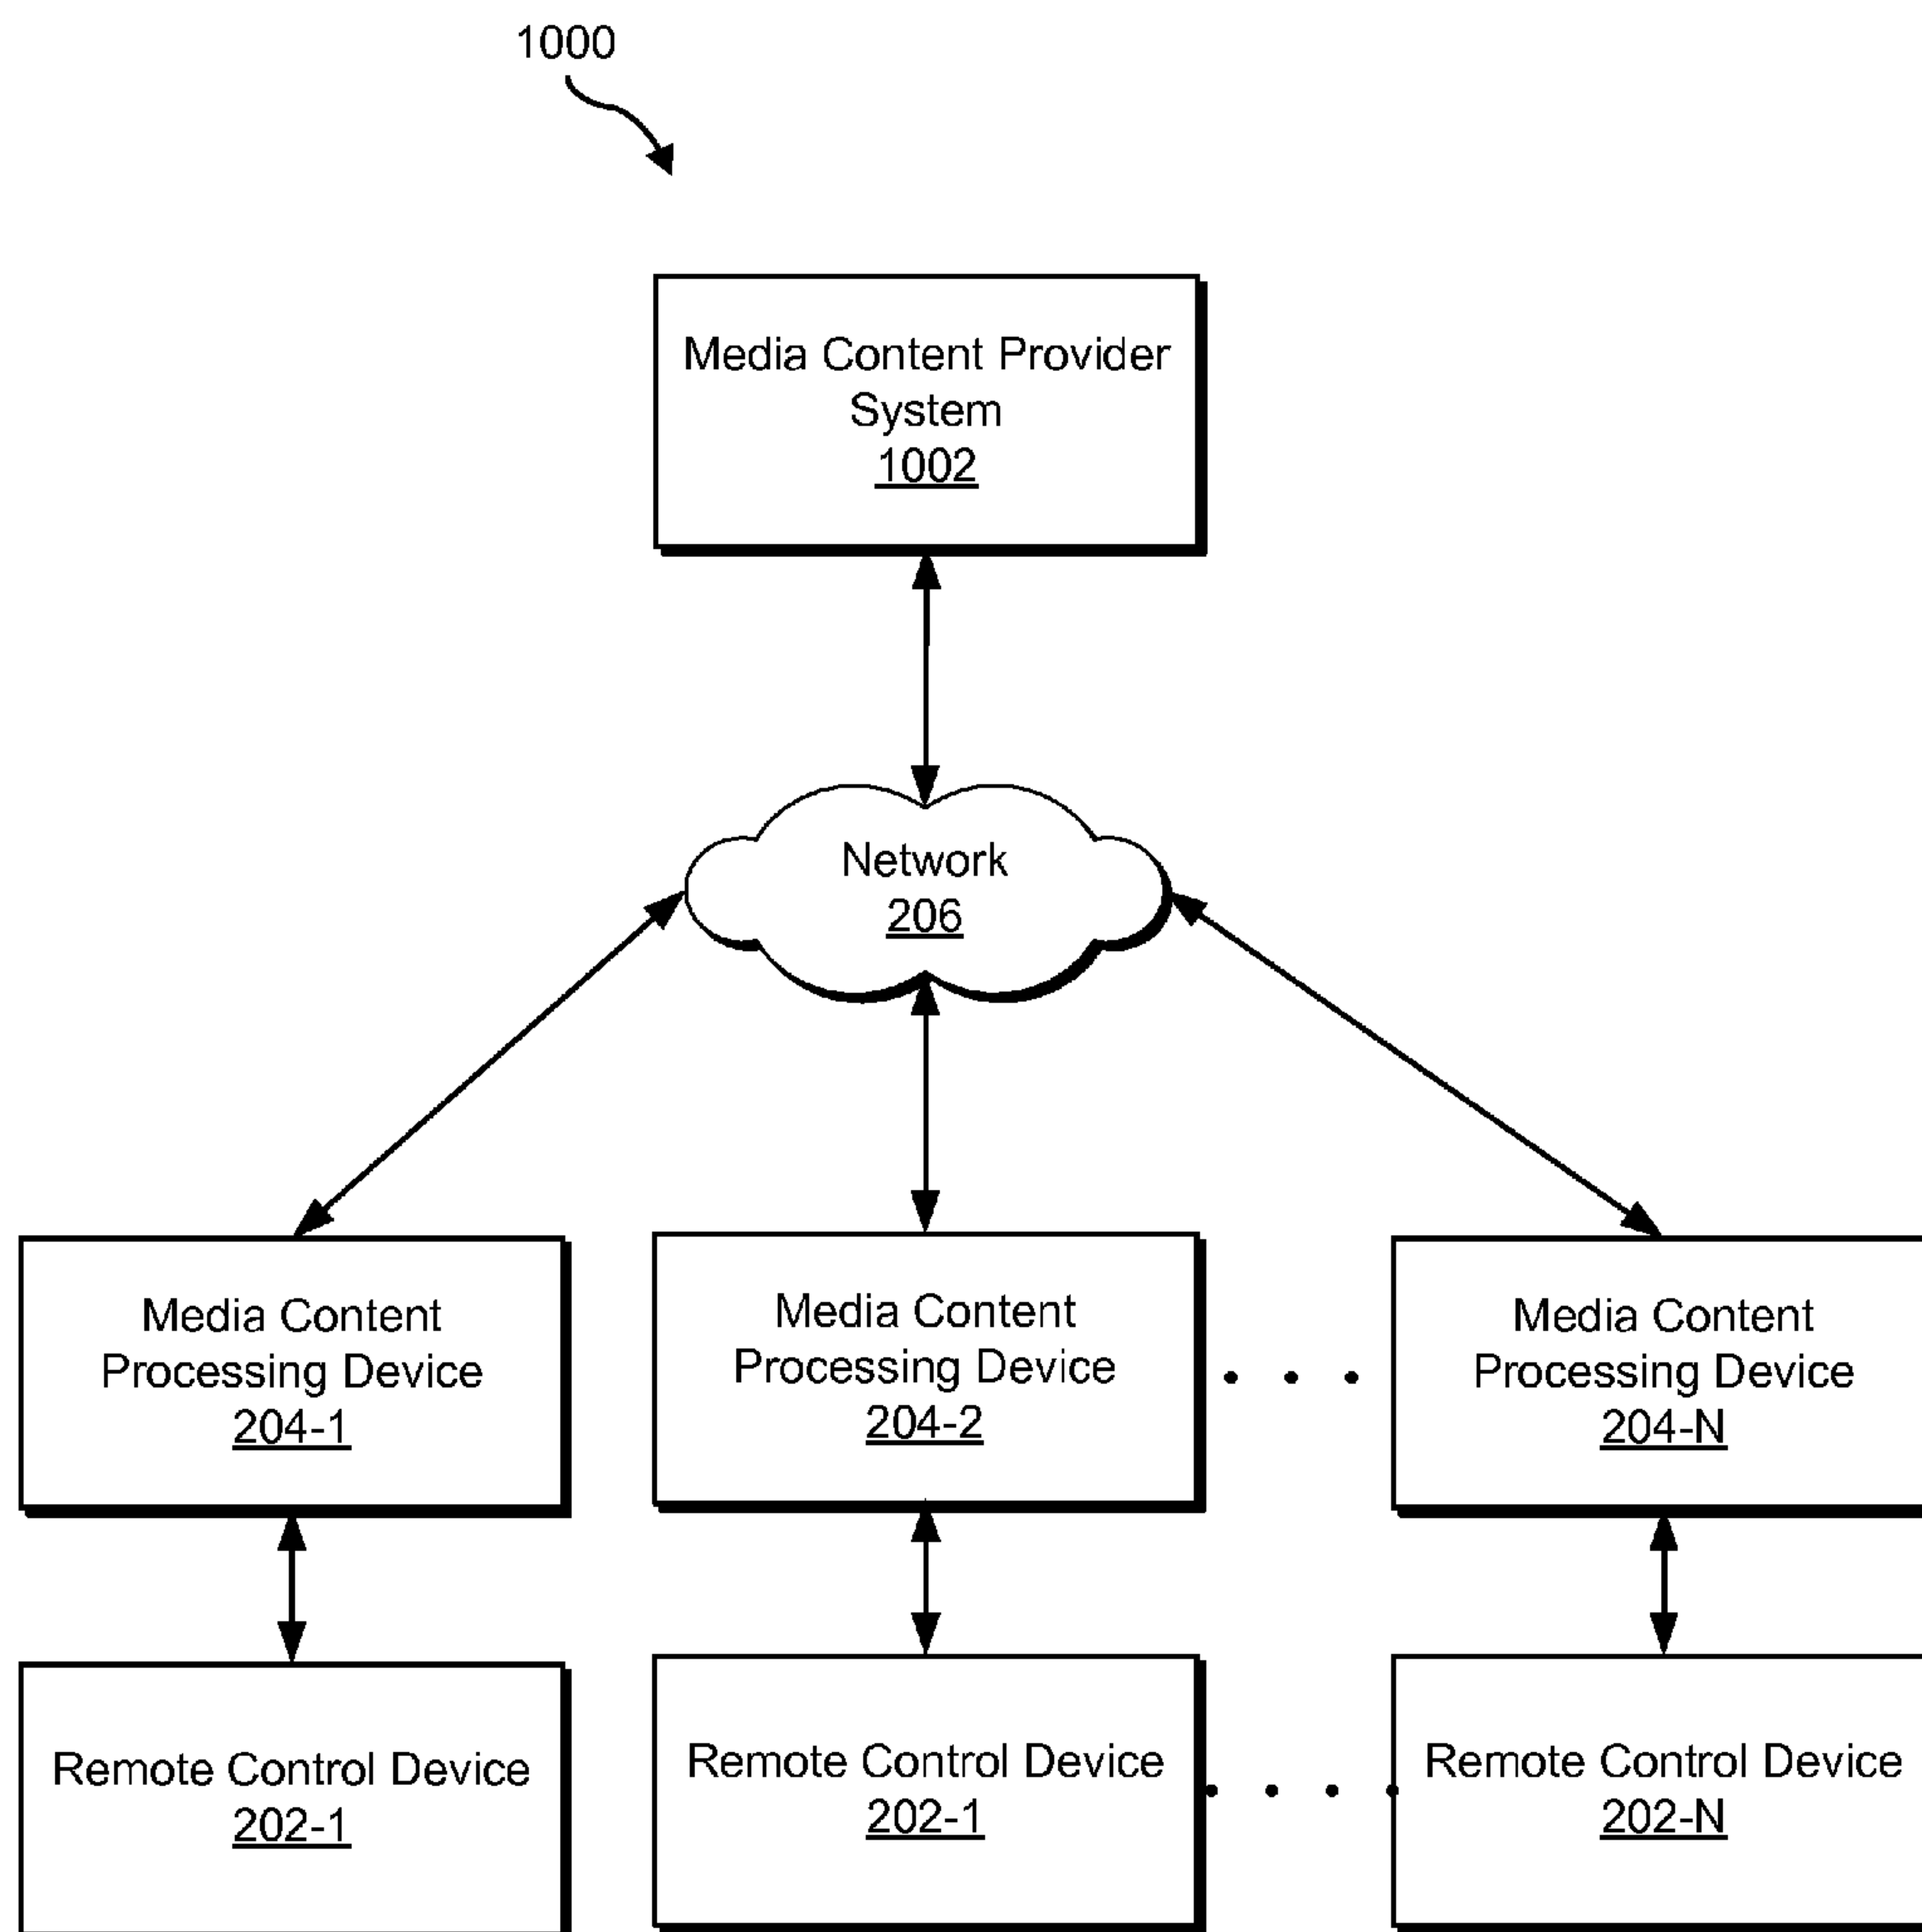 1000
Media Content Provider
System
1002
Network
206
Media Content
Processing Device
204-1
Media Content
Processing Device
204-2
Media Content
Processing Device
204-N
Remote Control Device
202-1
Remote Control Device
202-1
Remote Control Device
202-N